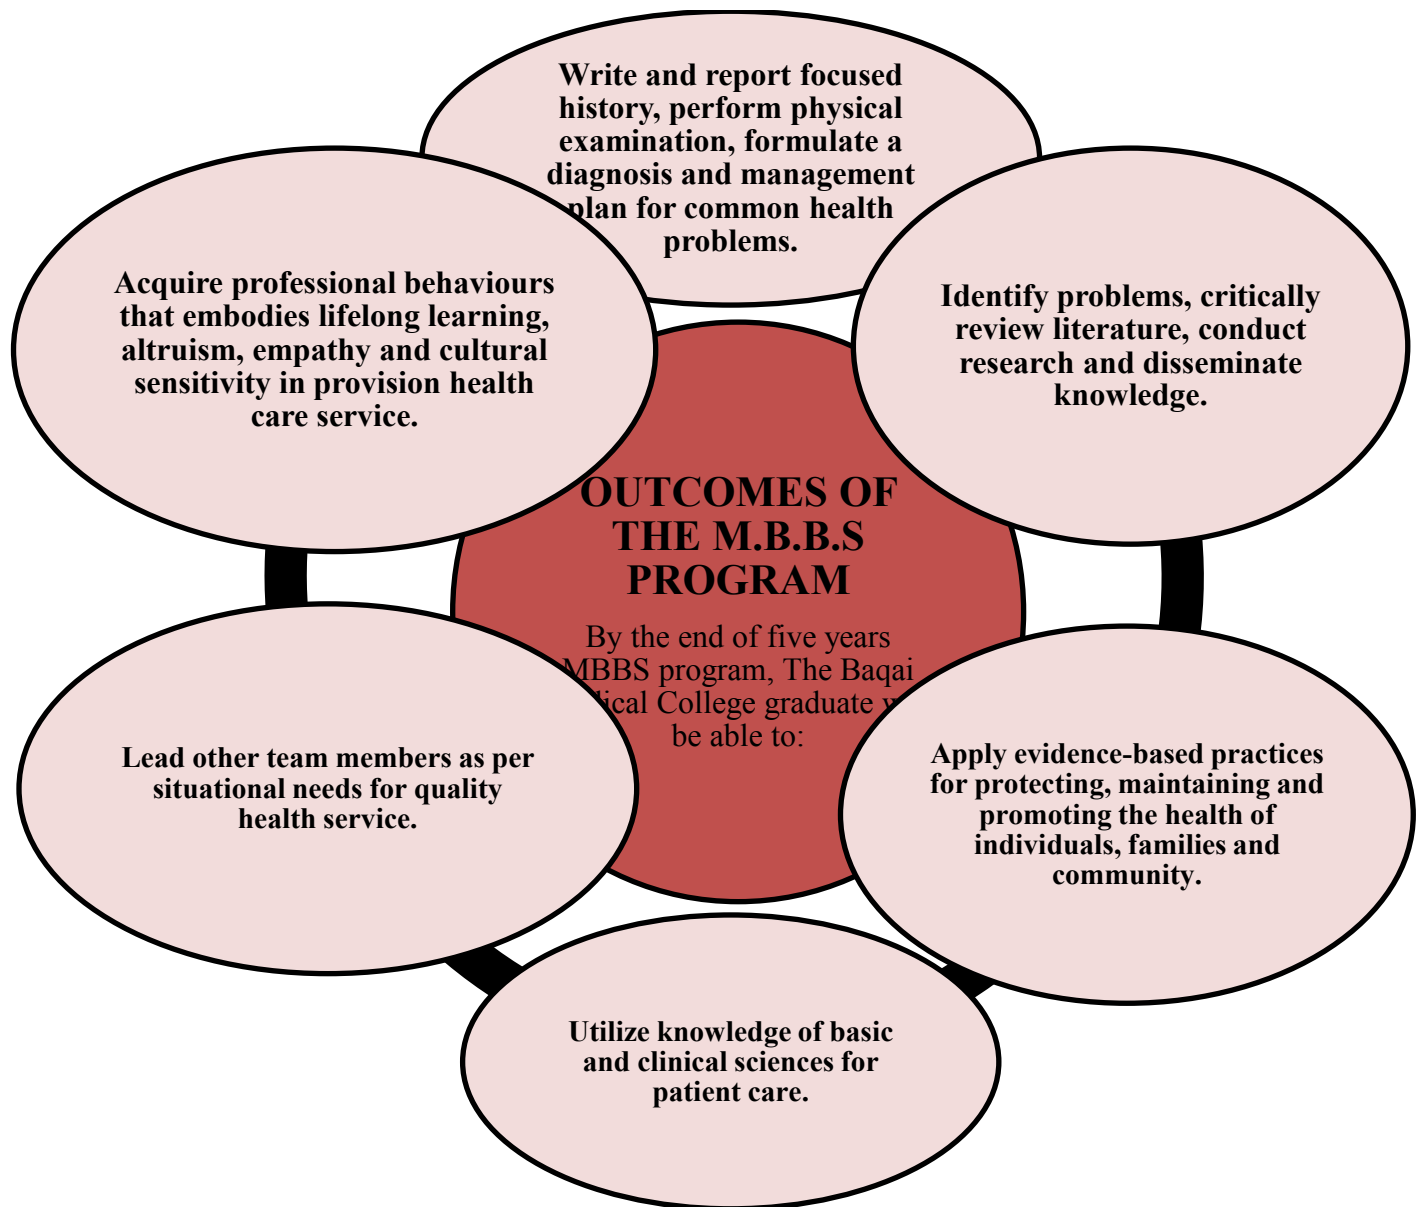 Write and report focused
history, perform physical
examination, formulate a
diagnosis and management
plan for common health
problems.
Identify problems, critically
review literature, conduct
research and disseminate
knowledge.
Apply evidence-based practices
for protecting, maintaining and
promoting the health of
individuals, families and
community.
Utilize knowledge of basic
and clinical sciences for
patient care.
Lead other team members as per
situational needs for quality
health service.
Acquire professional behaviours
that embodies lifelong learning,
altruism, empathy and cultural
sensitivity in provision health
care service.
OUTCOMES OF
THE M.B.B.S
PROGRAM
By the end of five years
MBBS program, The Baqai
College graduate
be able to: